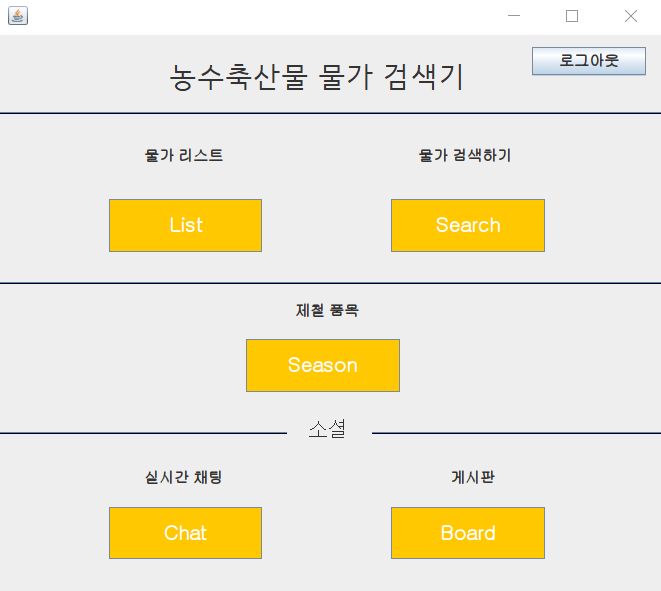 농수축산물 물가 검색기
로그아웃
물가 리스트
물가 검색하기
List
Search
제철 품목
Season
소셜
실시간 채팅
게시판
Chat
Board